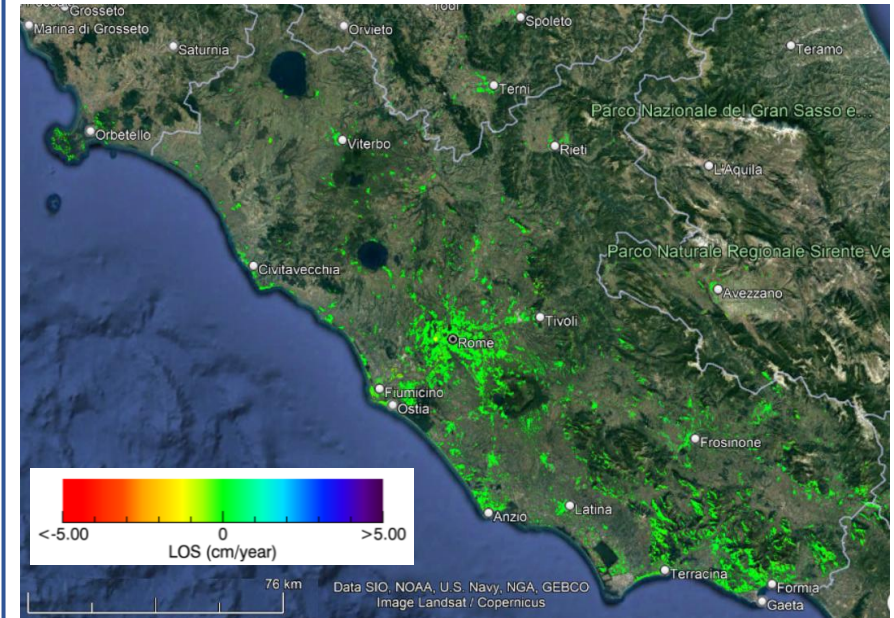 Grosseto
Marina di Grosseto
Saturnia
Orvieto
Todi
Spoleto
Teramo
Terni
Parco Nazionale del Gran Sasso e...
Orbetello
Viterbo
Rieti
L'Aquila
Parco Naturale Regionale Sirente Ve
Civitavecchia
Avezzano
Tivoli
Rome
Fiumicino
Ostia
Frosinone
Anzio
Latina
<-5.00 0 >5.00
LOS (cm/year)
Terracina
Formia
Gaeta
76 km
Data SIO, NOAA, U.S. Navy, NGA, GEBCO
Image Landsat / Copernicus